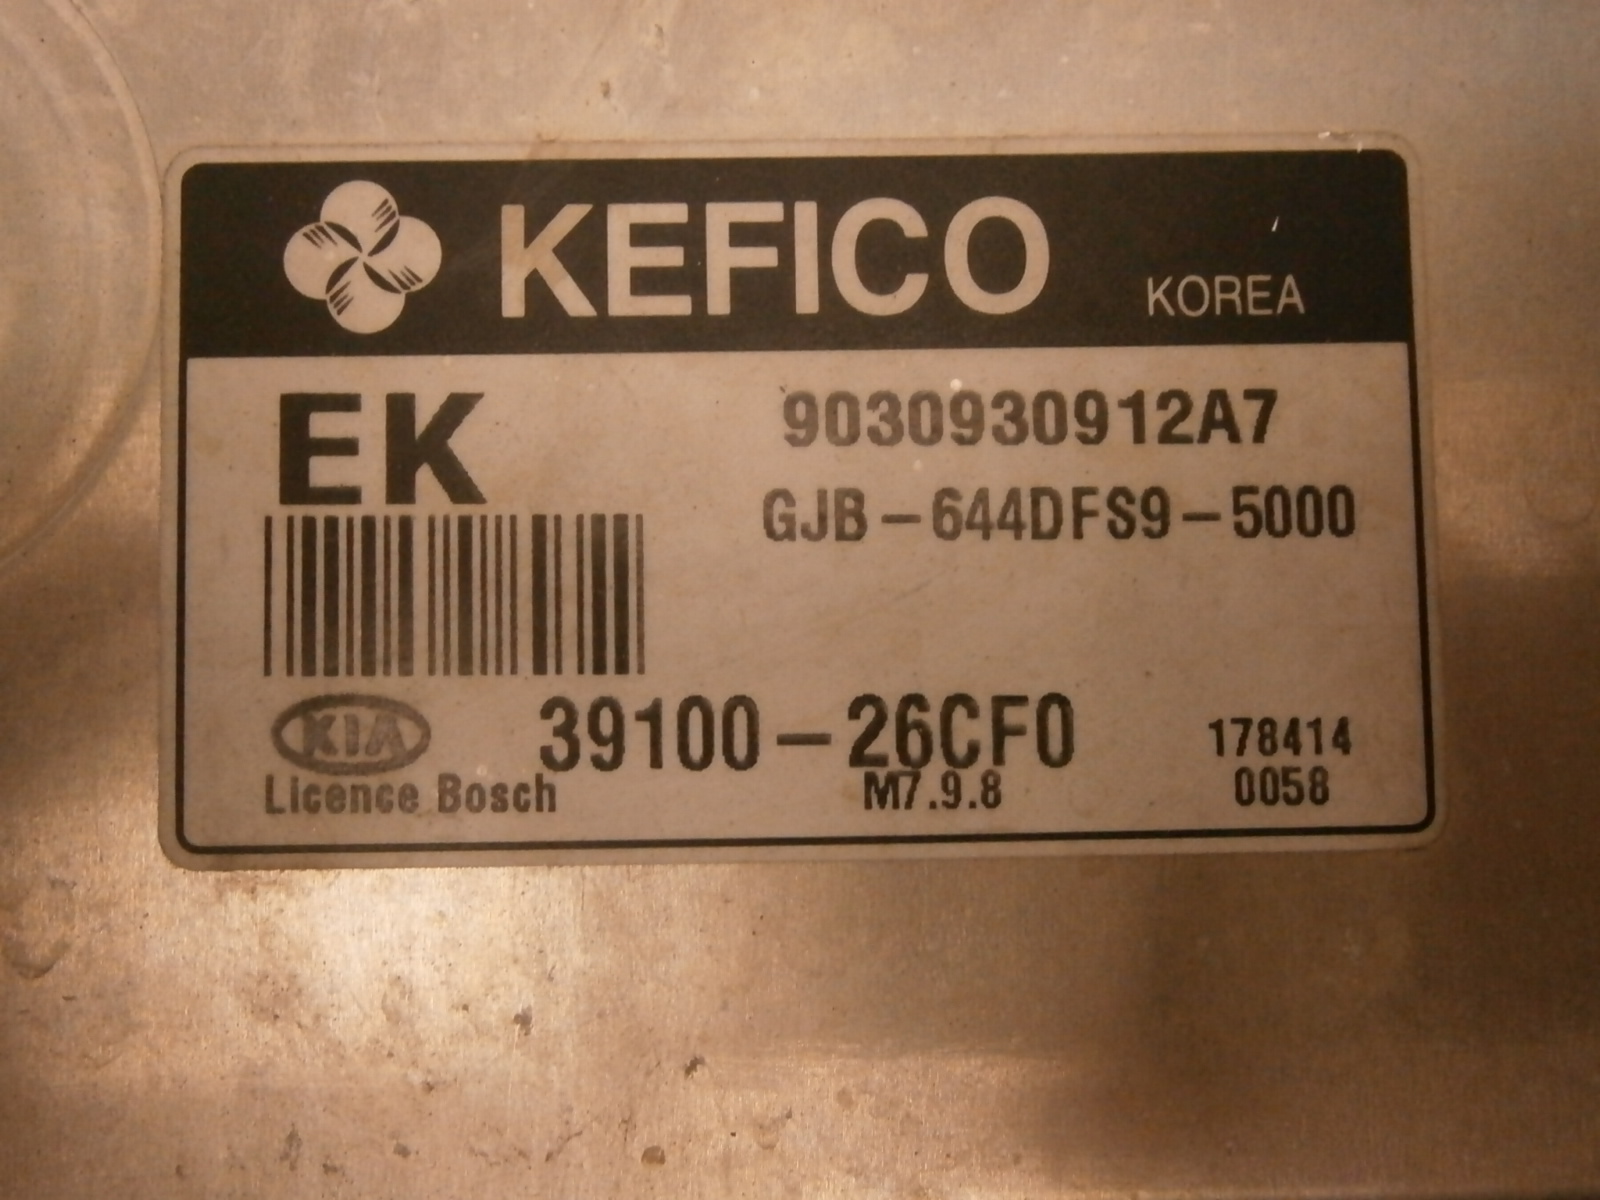 KEFICO KOREA
EK 9030930912A7
GJB-644DFS9-5000
KIA 39100-26CF0 178414
Licence Bosch M7.9.8 0058